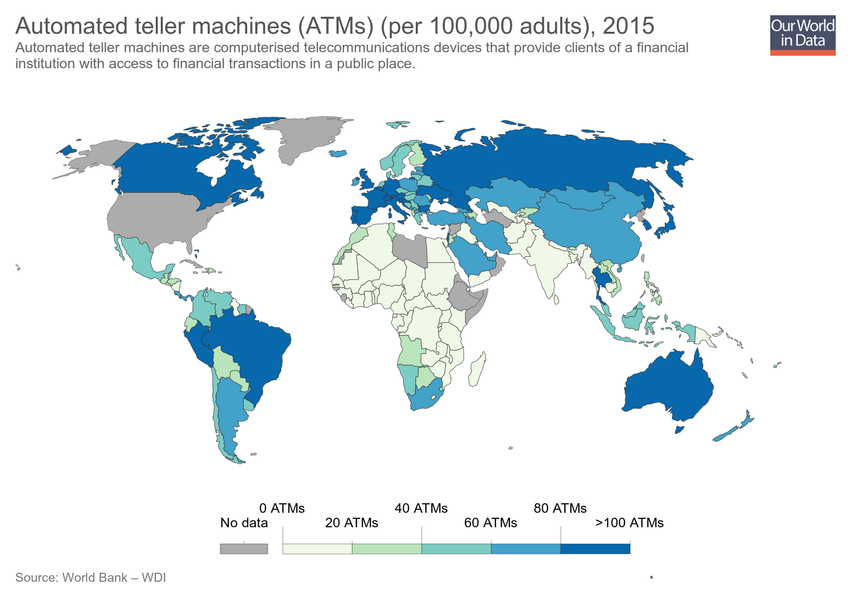 Automated teller machines (ATMs) (per 100,000 adults), 2015
Automated teller machines are computerised telecommunications devices that provide clients of a financial
institution with access to financial transactions in a public place.
Our World
in Data
0 ATMs
40 ATMs
80 ATMs
No data
20 ATMs
60 ATMs
>100 ATMs
Source: World Bank – WDI